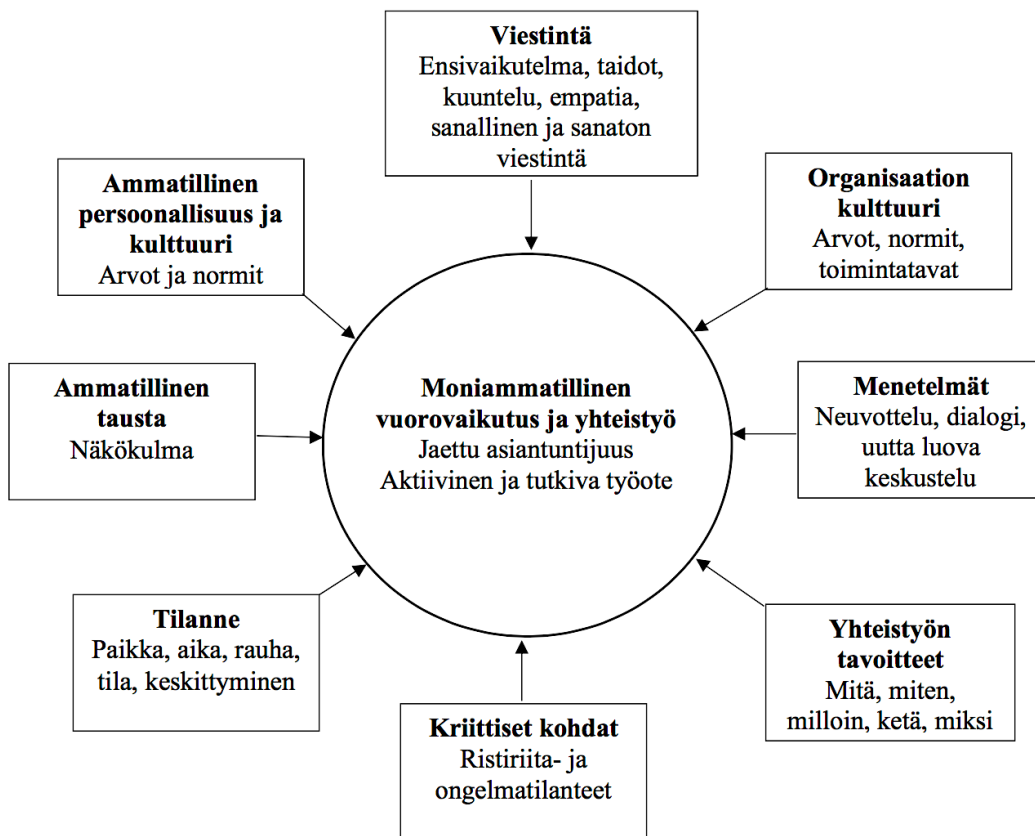 Viestintä
Ensivaikutelma, taidot,
kuuntelu, empatia,
sanallinen ja sanaton
viestintä
Ammatillinen
persoonallisuus ja
kulttuuri
Arvot ja normit
Organisaation
kulttuuri
Arvot, normit,
toimintatavat
Ammatillinen
tausta
Näkökulma
Moniammatillinen
vuorovaikutus ja yhteistyö
Jaettu asiantuntijuus
Aktiivinen ja tutkiva työote
Menetelmät
Neuvottelu, dialogi,
uutta luova
keskustelu
Tilanne
Paikka, aika, rauha,
tila, keskittyminen
Kriittiset kohdat
Ristiriita- ja
ongelmatilanteet
Yhteistyön
tavoitteet
Mitä, miten,
milloin, ketä, miksi